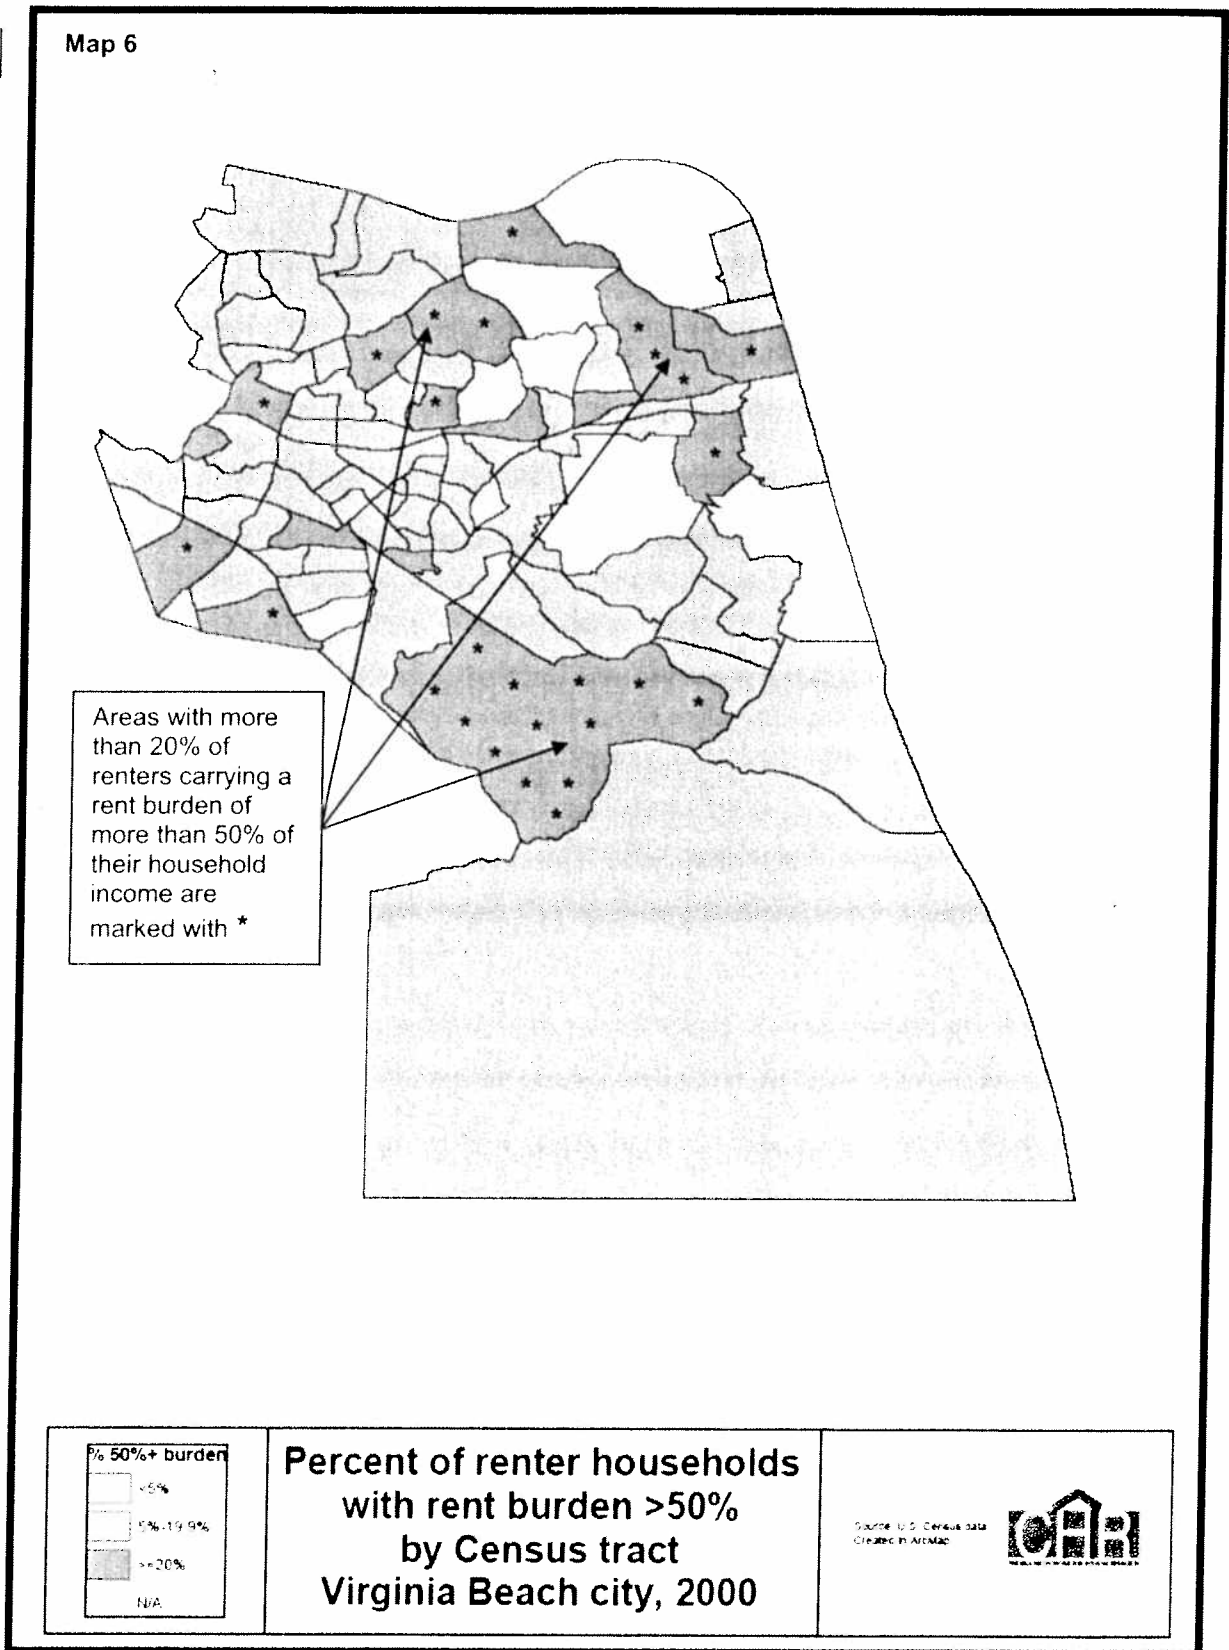 Map 6
Areas with more
than 20% of
renters carrying a
rent burden of
more than 50% of
their household
income are
marked with *
% 50%+ burden
<5%
5%-19.9%
>=20%
N/A
Percent of renter households
with rent burden >50%
by Census tract
Virginia Beach city, 2000
Source: U.S. Census data
Created in ArcMap
CAR